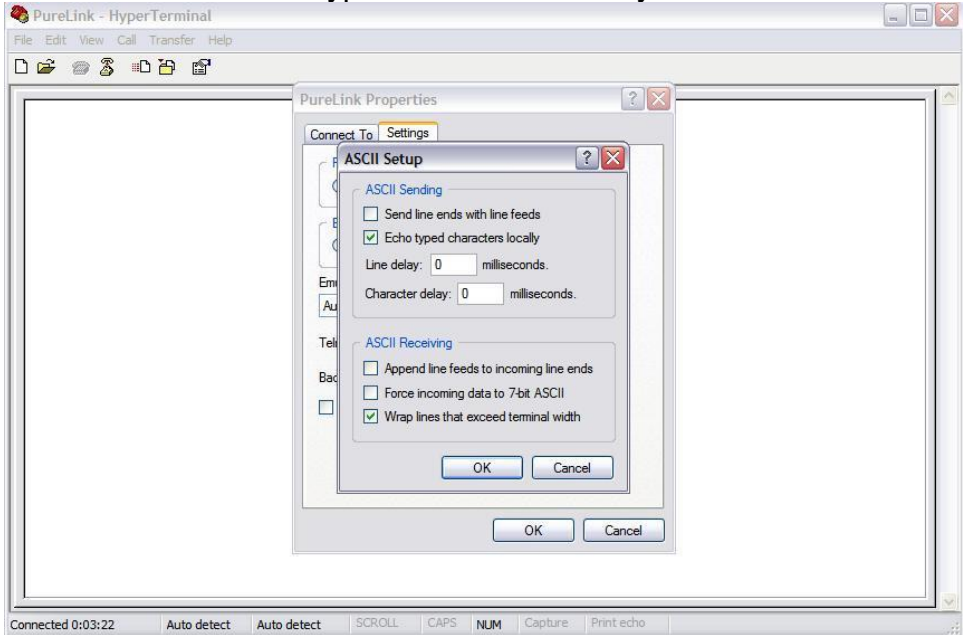 PureLink - HyperTerminal
File Edit View Call Transfer Help
PureLink Properties
Connect To Settings
ASCII Setup
ASCII Sending
Send line ends with line feeds
Echo typed characters locally
Line delay: 0 milliseconds.
Character delay: 0 milliseconds.
ASCII Receiving
Append line feeds to incoming line ends
Force incoming data to 7-bit ASCII
Wrap lines that exceed terminal width
OK Cancel
OK Cancel
Connected 0:03:22 Auto detect Auto detect SCROLL CAPS NUM Capture Print echo